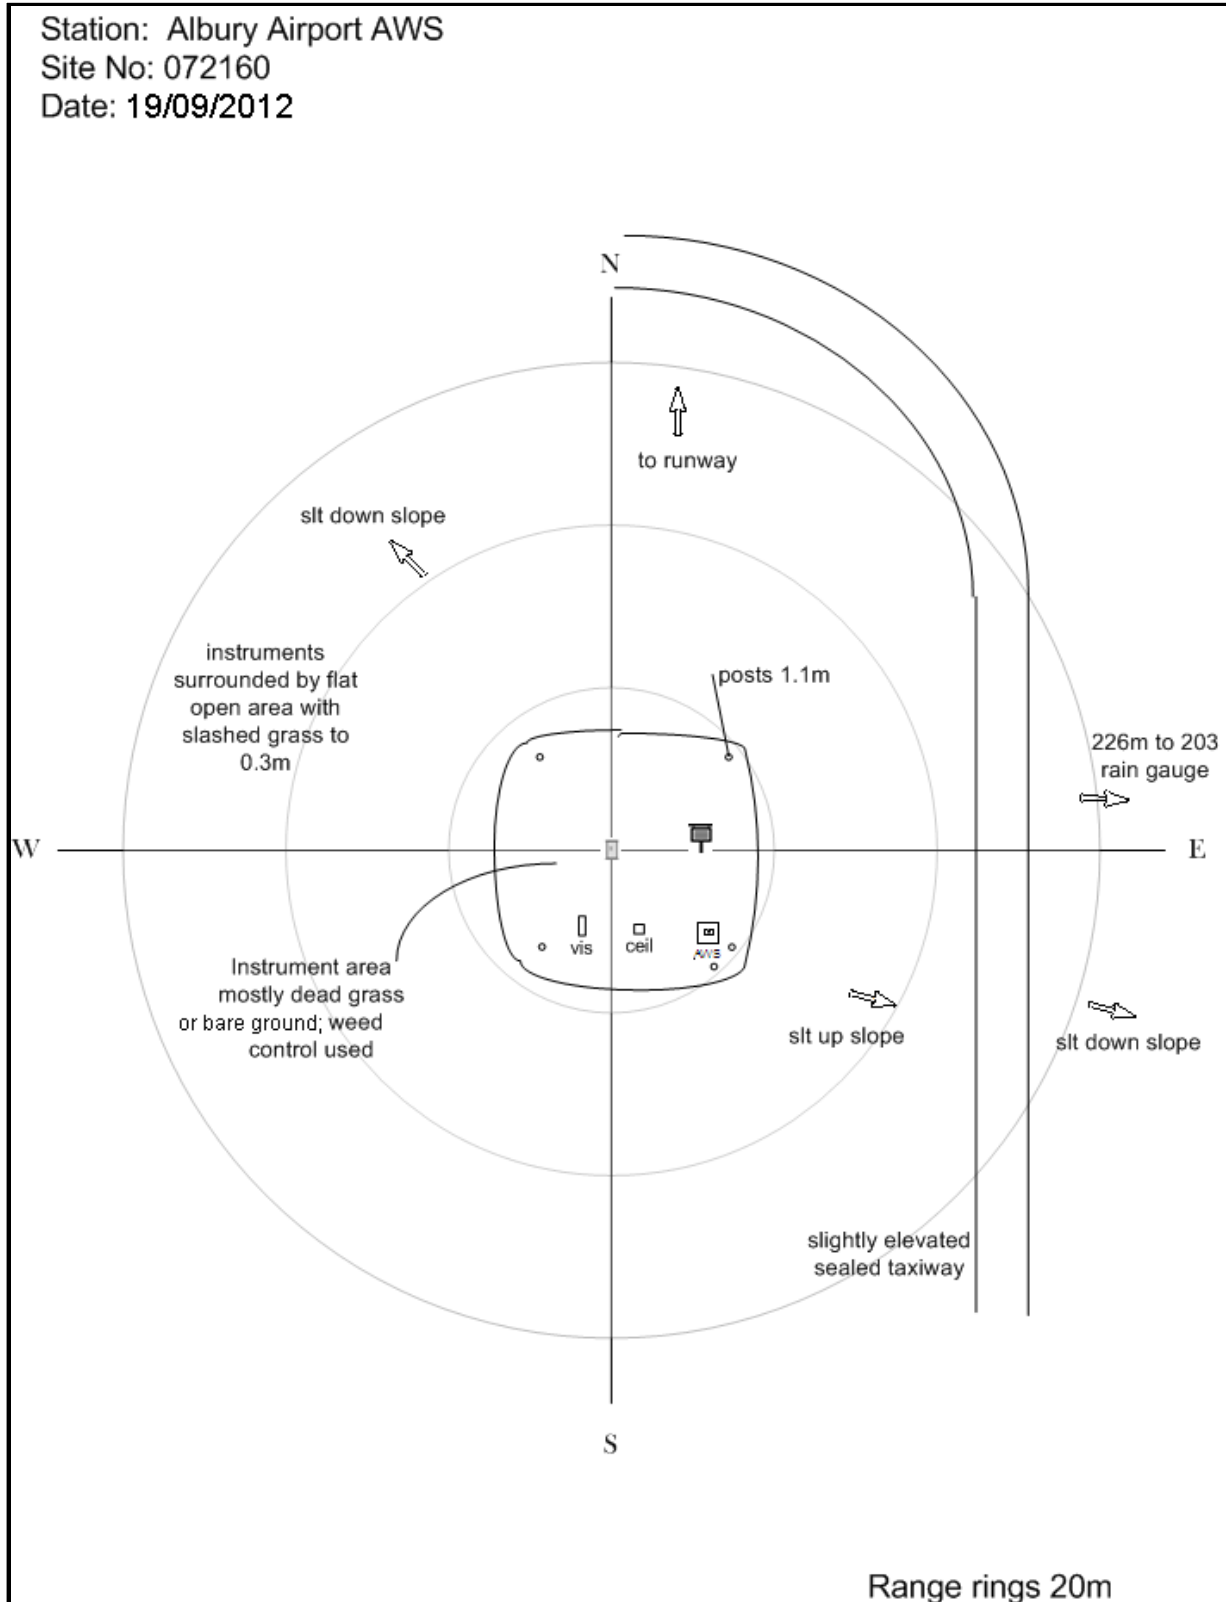 Station: Albury Airport AWS
Site No: 072160
Date: 19/09/2012
N
to runway
slt down slope
instruments
surrounded by flat
open area with
slashed grass to
0.3m
posts 1.1m
226m to 203
rain gauge
W
E
vis
ceil
AWS
Instrument area
mostly dead grass
or bare ground; weed
control used
slt up slope
slt down slope
slightly elevated
sealed taxiway
S
Range rings 20m